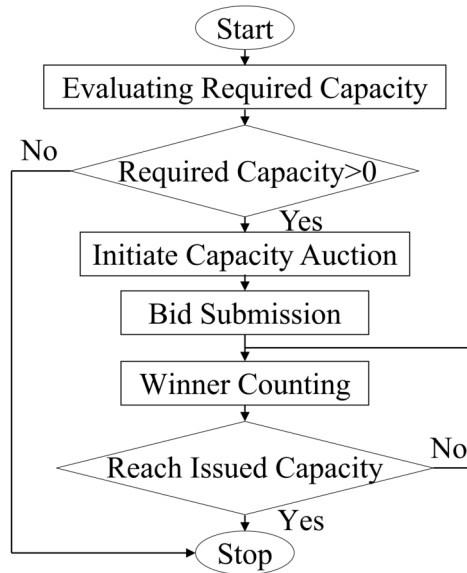 Start
Evaluating Required Capacity
No
Required Capacity>0
Yes
Initiate Capacity Auction
Bid Submission
Winner Counting
No
Reach Issued Capacity
Yes
Stop